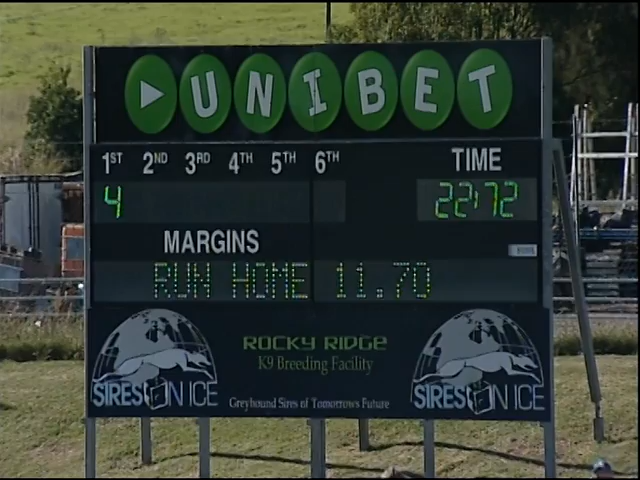 UNIBET
1ST 2ND 3RD 4TH 5TH 6TH TIME
4 22:72
MARGINS
RUN HOME 11.70
ROCKY RIDGE
K9 Breeding Facility
SIRES ON ICE SIRES ON ICE
Greyhound Sires of Tomorrows Future